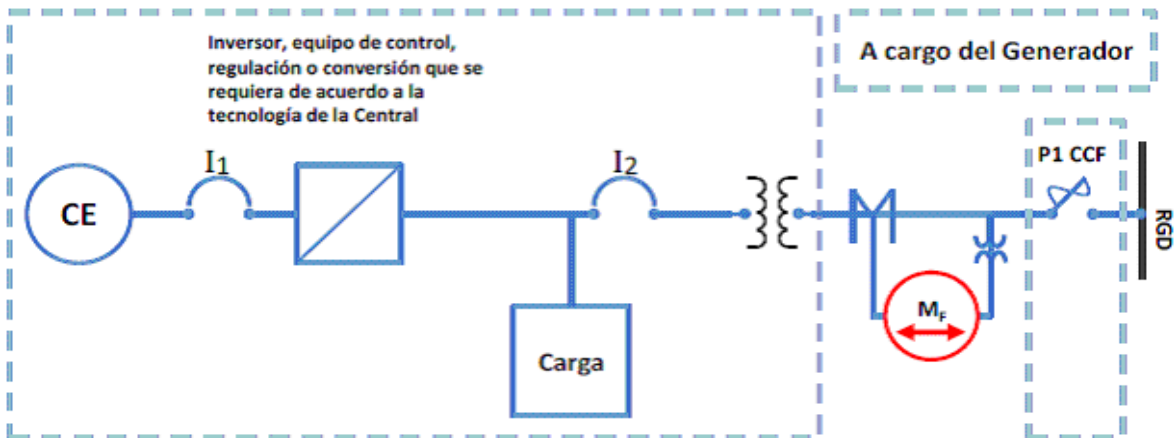 Inversor, equipo de control,
regulación o conversión que se
requiera de acuerdo a la
tecnología de la Central
A cargo del Generador
I1
I2
P1 CCF
CE
RGD
MF
Carga